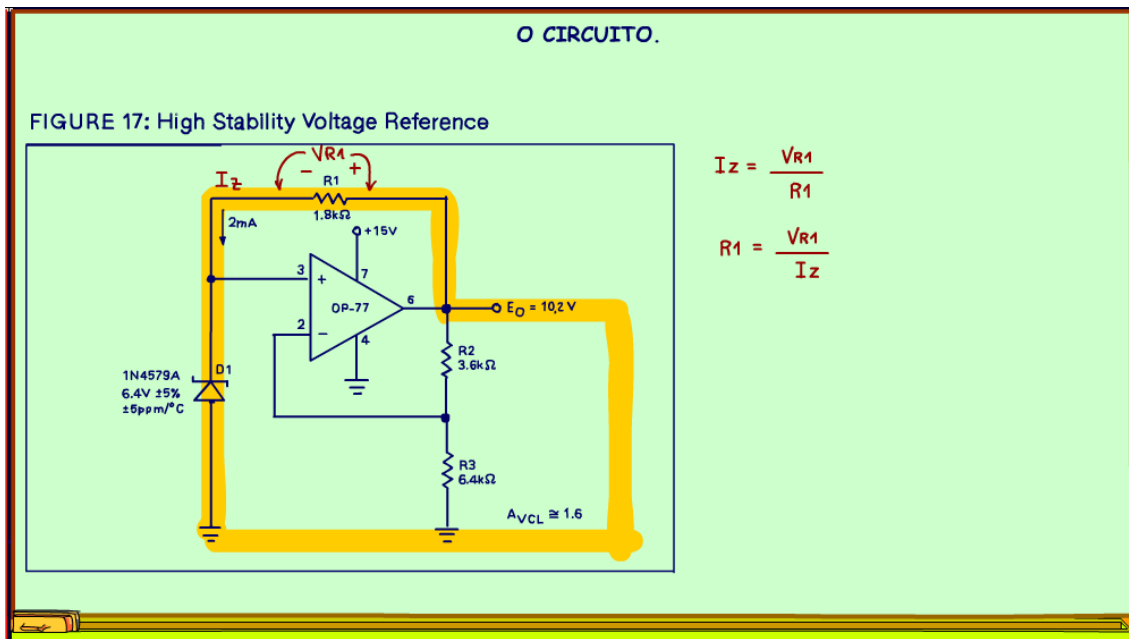 O CIRCUITO.
FIGURE 17: High Stability Voltage Reference
VR1
- +
Iz
R1
1.8kΩ
2mA
+15V
3
+
7
OP-77
6
E_O = 10,2 V
2
-
4
R2
3.6kΩ
1N4579A
6.4V ±5%
±5ppm/°C
D1
R3
6.4kΩ
A_VCL ≅ 1.6
Iz = VR1 / R1
R1 = VR1 / Iz